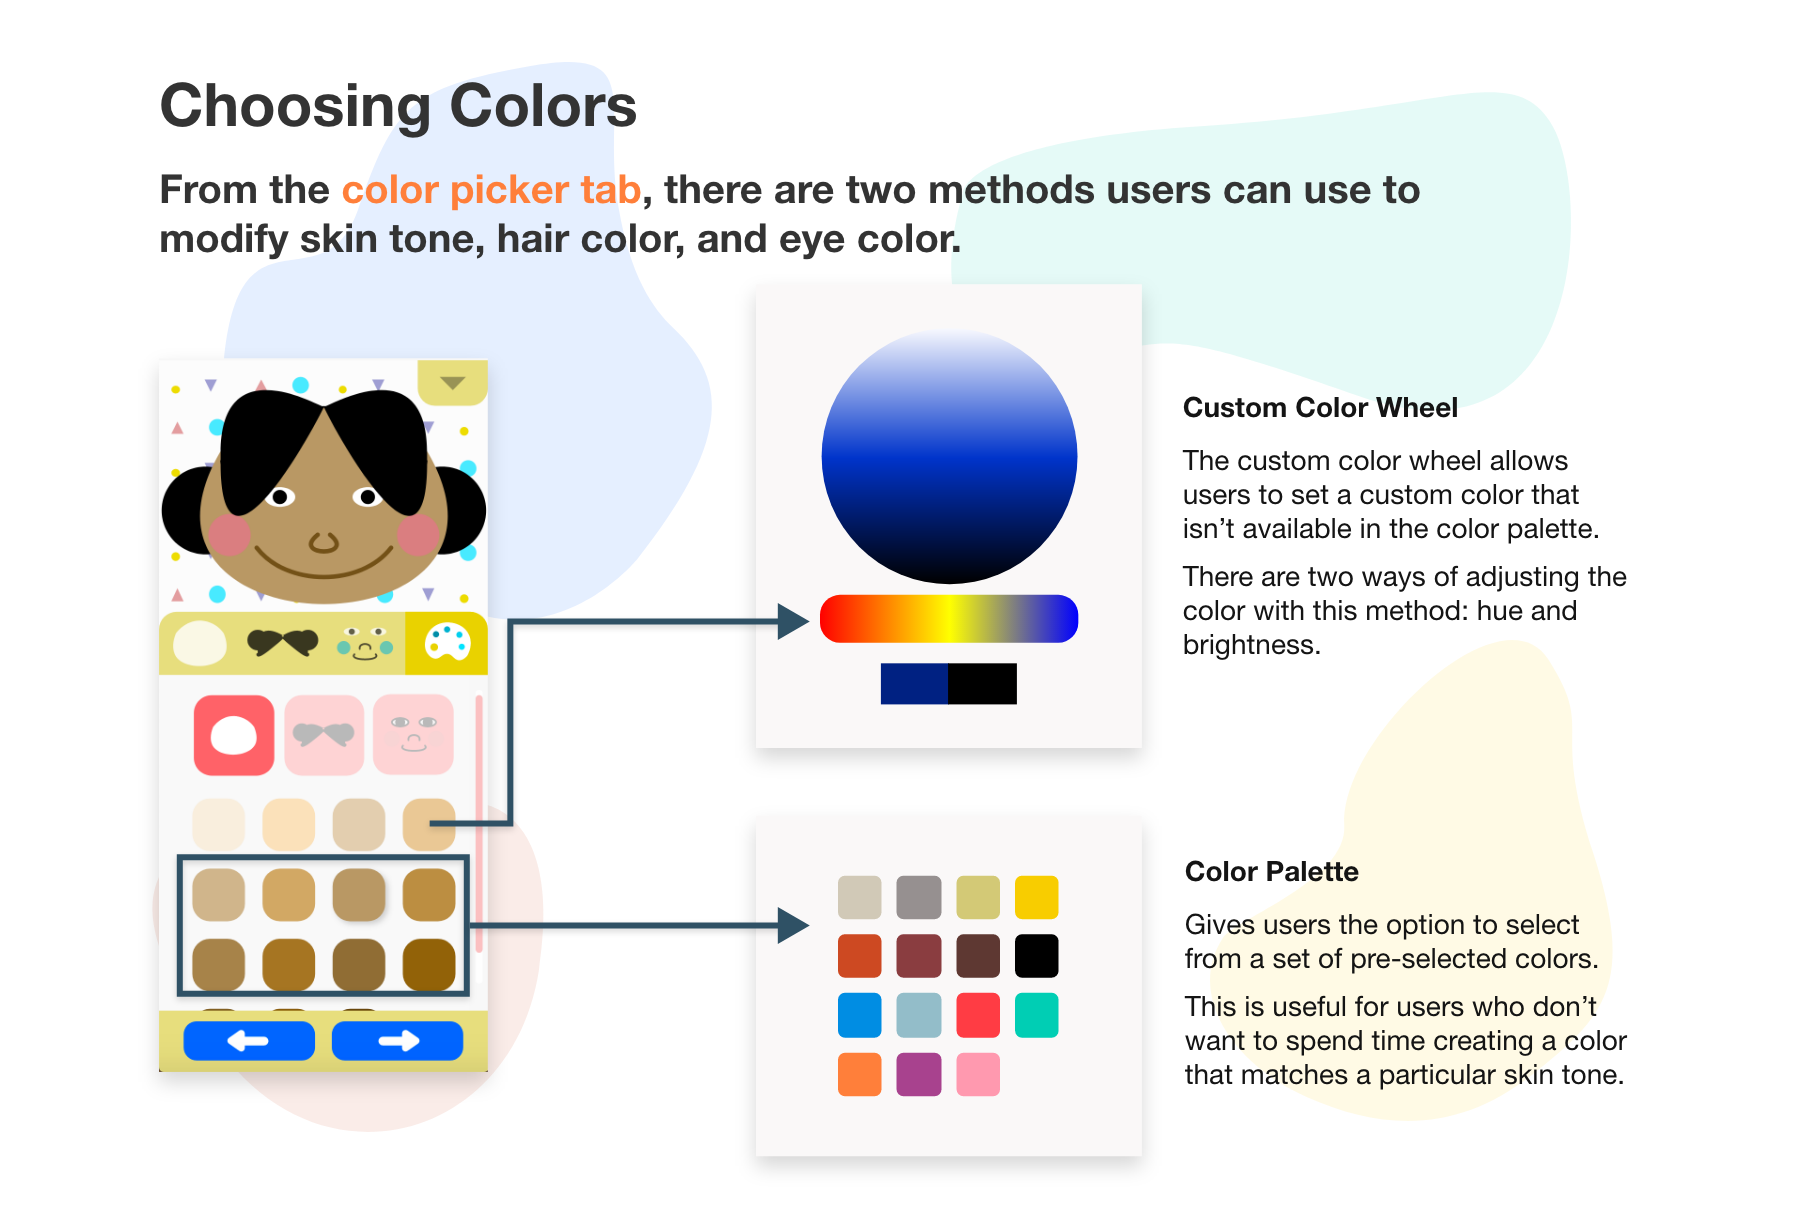 Choosing Colors
From the color picker tab, there are two methods users can use to
modify skin tone, hair color, and eye color.
Custom Color Wheel
The custom color wheel allows
users to set a custom color that
isn’t available in the color palette.
There are two ways of adjusting the
color with this method: hue and
brightness.
Color Palette
Gives users the option to select
from a set of pre-selected colors.
This is useful for users who don’t
want to spend time creating a color
that matches a particular skin tone.